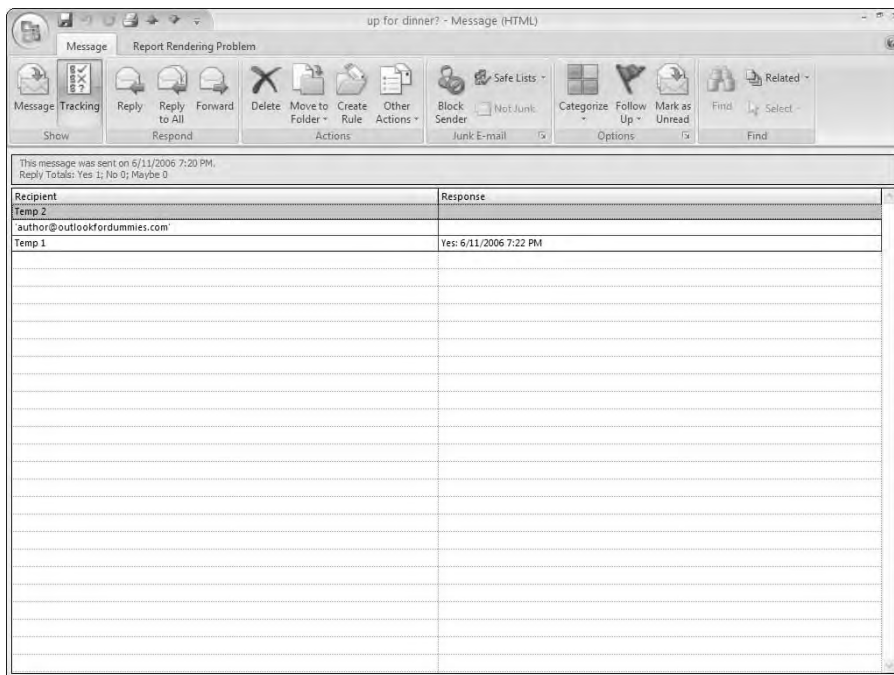 up for dinner? - Message (HTML)
Message Report Rendering Problem
Message Tracking Reply Reply to All Forward Delete Move to Folder Create Rule Other Actions Block Sender Safe Lists Not Junk Categorize Follow Up Mark as Unread Find Related Select
Show Respond Actions Junk E-mail Options Find
This message was sent on 6/11/2006 7:20 PM.
Reply Totals: Yes 1; No 0; Maybe 0
Recipient Response
Temp 2
'author@outlookfordummies.com'
Temp 1 Yes: 6/11/2006 7:22 PM